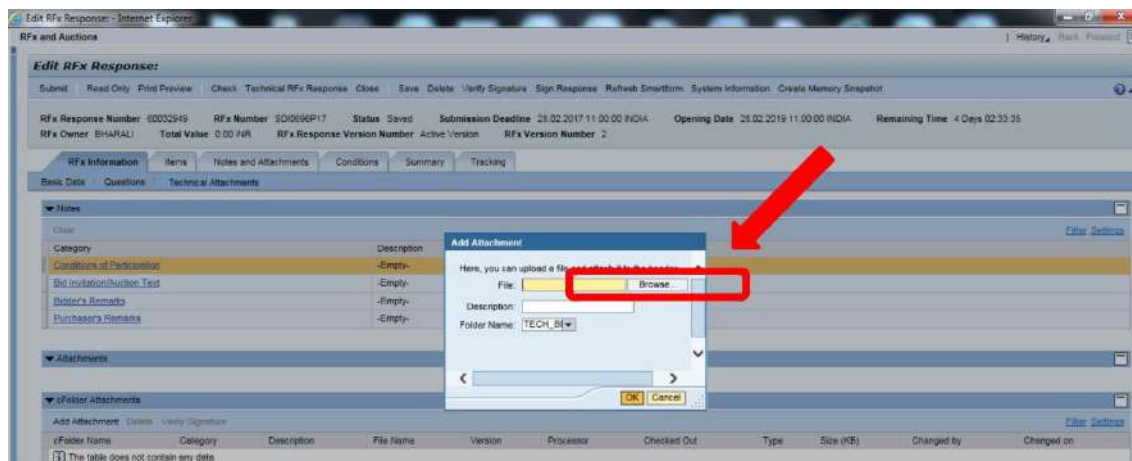 Edit RFx Response: - Internet Explorer
RFx and Auctions
History Back Forward
Edit RFx Response:
Submit Read Only Print Preview Check Technical RFx Response Close Save Delete Verify Signature Sign Response Refresh Smartform System Information Create Memory Snapshot
RFx Response Number 60032949 RFx Number SDI0696P17 Status Saved Submission Deadline 28.02.2017 11:00:00 INDIA Opening Date 28.02.2019 11:00:00 INDIA Remaining Time 4 Days 02:33:35
RFx Owner BHARALI Total Value 0.00 INR RFx Response Version Number Active Version RFx Version Number 2
RFx Information Items Notes and Attachments Conditions Summary Tracking
Basic Data Questions Technical Attachments
Notes
Clear Filter Settings
Category Description
Conditions of Participation -Empty-
Bid Invitation/Auction Text -Empty-
Bidder's Remarks -Empty-
Purchaser's Remarks -Empty-
Add Attachment
Here, you can upload a file and attach it to the header
File: Browse...
Description:
Folder Name: TECH_BI
OK Cancel
Attachments
cFolder Attachments
Add Attachment Delete Verify Signature Filter Settings
cFolder Name Category Description File Name Version Processor Checked Out Type Size (KB) Changed by Changed on
The table does not contain any data